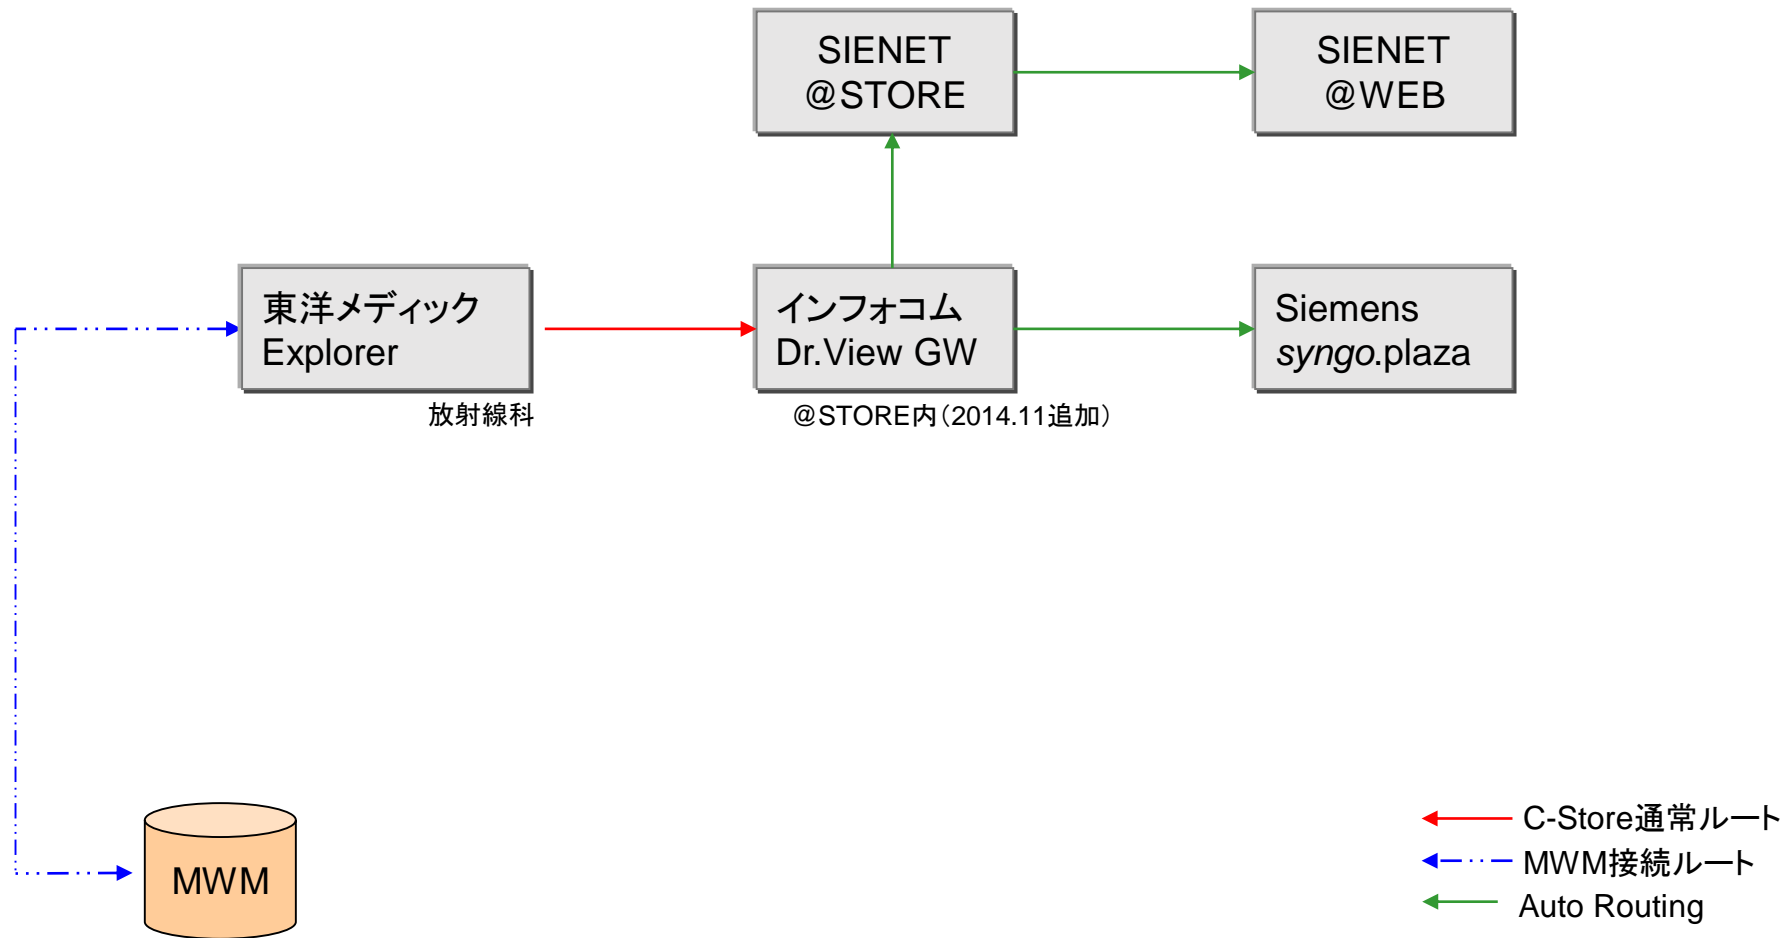 SIENET
@STORE
SIENET
@WEB
東洋メディック
Explorer
インフォコム
Dr.View GW
Siemens
syngo.plaza
放射線科
@STORE内（2014.11追加）
MWM
C-Store通常ルート
MWM接続ルート
Auto Routing